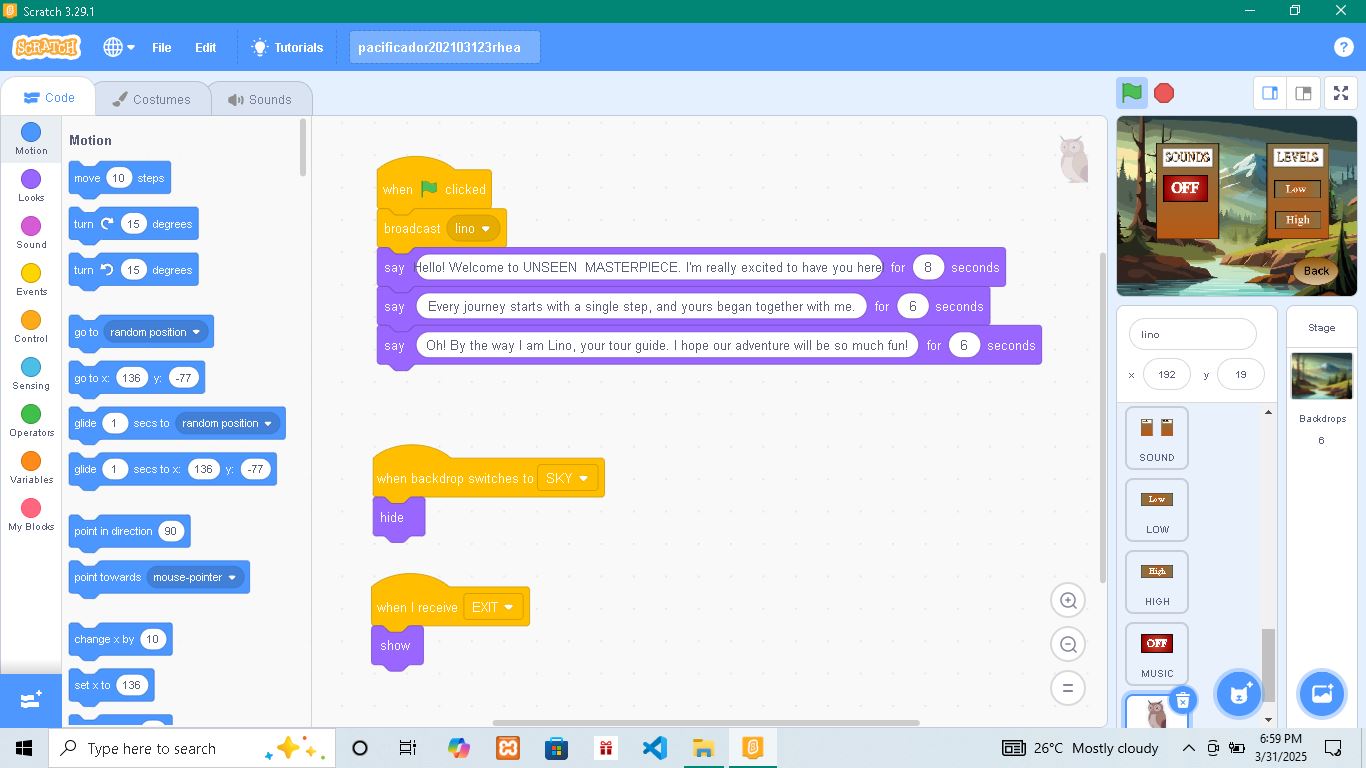 Scratch 3.29.1
SCRATCH
File
Edit
Tutorials
pacificador202103123rhea
?
Code
Costumes
Sounds
Motion
Looks
Sound
Events
Control
Sensing
Operators
Variables
My Blocks
Motion
move 10 steps
turn 15 degrees
turn 15 degrees
go to random position
go to x: 136 y: -77
glide 1 secs to random position
glide 1 secs to x: 136 y: -77
point in direction 90
point towards mouse-pointer
change x by 10
set x to 136
when clicked
broadcast lino
say Hello! Welcome to UNSEEN  MASTERPIECE. I'm really excited to have you here for 8 seconds
say Every journey starts with a single step, and yours began together with me. for 6 seconds
say Oh! By the way I am Lino, your tour guide. I hope our adventure will be so much fun! for 6 seconds
when backdrop switches to SKY
hide
when I receive EXIT
show
SOUNDS
OFF
LEVELS
Low
High
Back
lino
x 192 y 19
Stage
Backdrops
6
SOUND
Low
LOW
High
HIGH
OFF
MUSIC
Type here to search
26°C Mostly cloudy
6:59 PM
3/31/2025